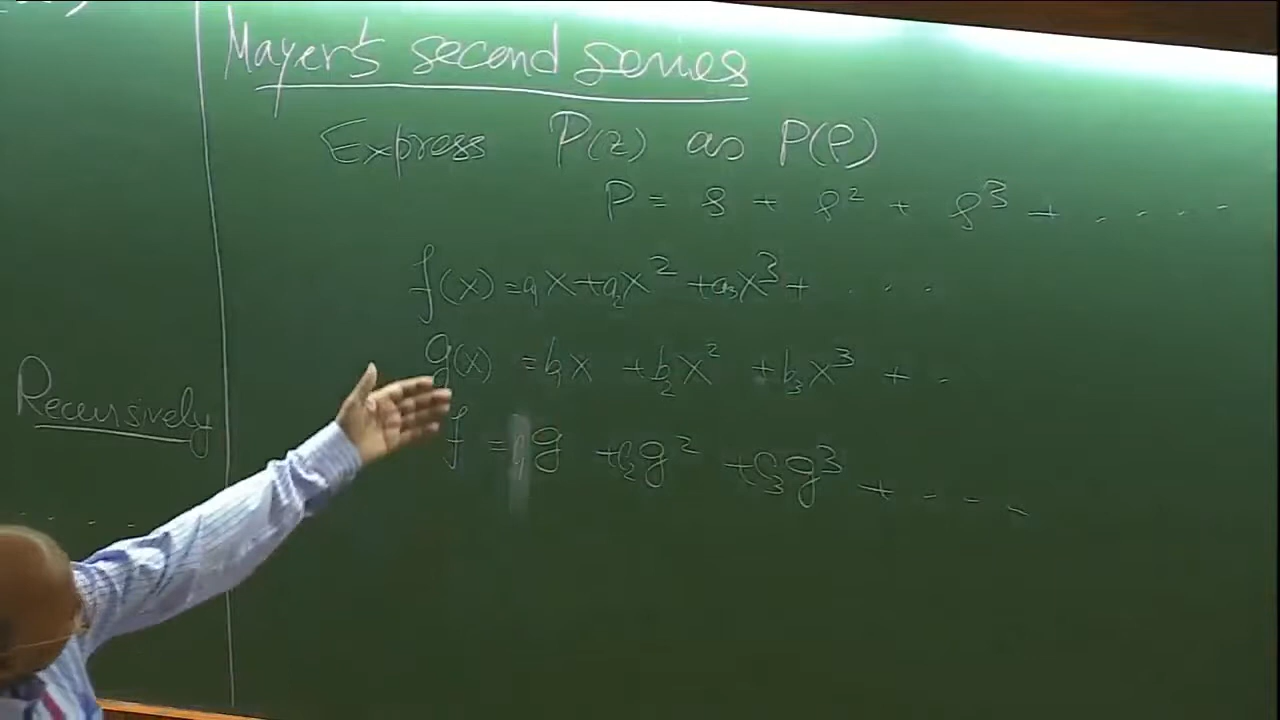 Mayer's second series
Express P(z) as P(ρ)
P = ρ + ρ² + ρ³ + . . . . .
f(x) = a₁x + a₂x² + a₃x³ + . . .
g(x) = b₁x + b₂x² + b₃x³ + .
Recursively
f = c₁g + c₂g² + c₃g³ + - - -
. . . . .